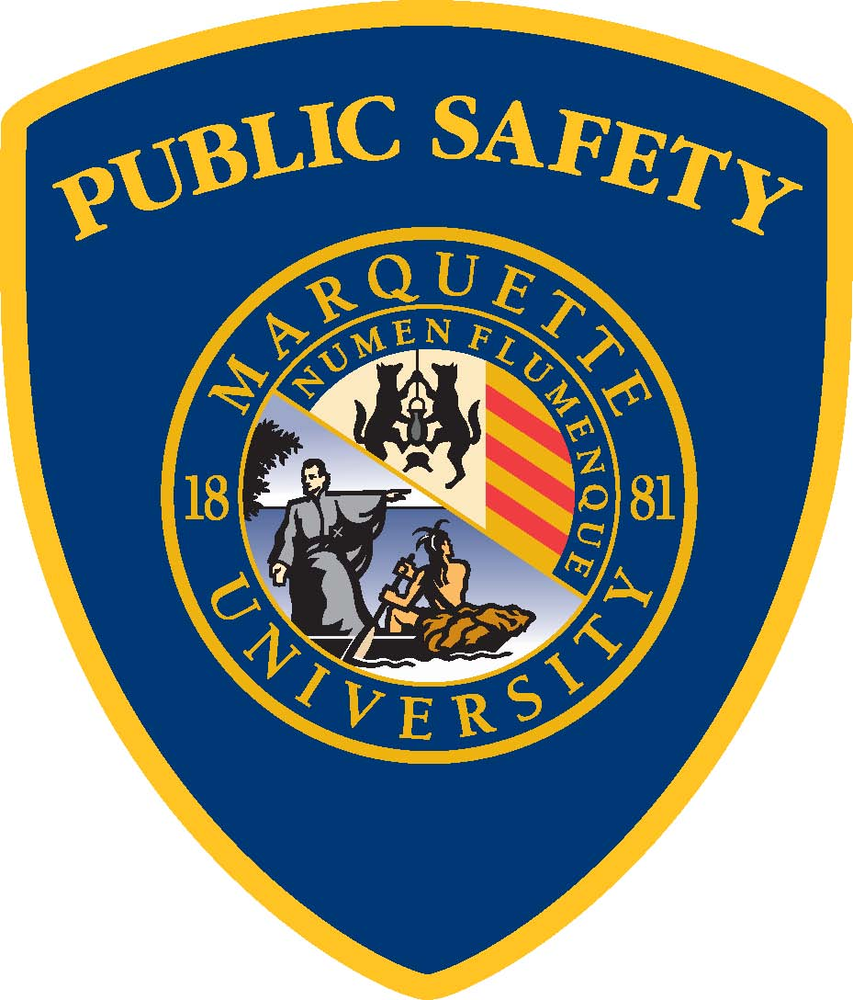 PUBLIC SAFETY
MARQUETTE
NUMEN FLUMENQUE
18 81
UNIVERSITY